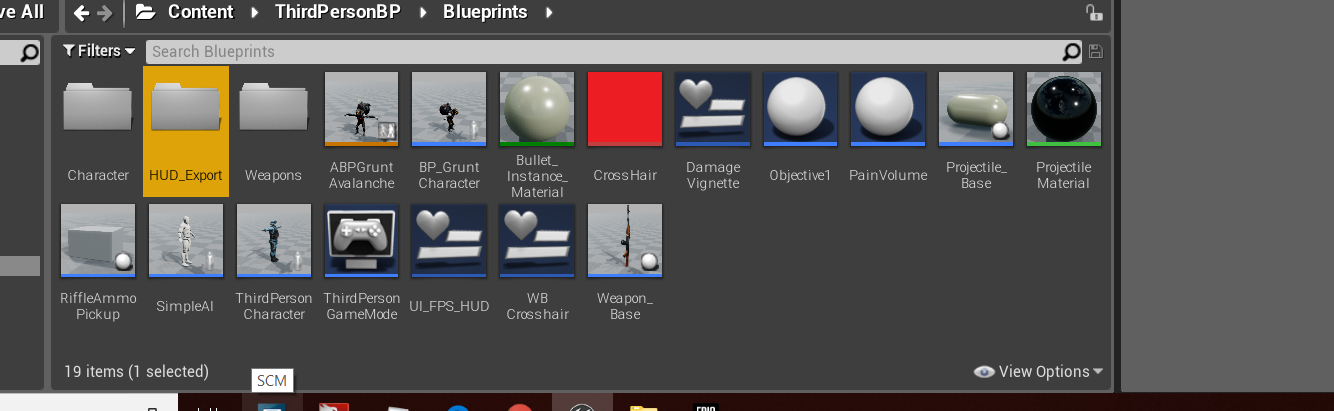 ve All
Content
ThirdPersonBP
Blueprints
Filters
Search Blueprints
Character
HUD_Export
Weapons
ABPGrunt
Avalanche
BP_Grunt
Character
Bullet_
Instance_
Material
CrossHair
Damage
Vignette
Objective1
PainVolume
Projectile_
Base
Projectile
Material
RiffleAmmo
Pickup
SimpleAI
ThirdPerson
Character
ThirdPerson
GameMode
UI_FPS_HUD
WB
Crosshair
Weapon_
Base
19 items (1 selected)
View Options
SCM